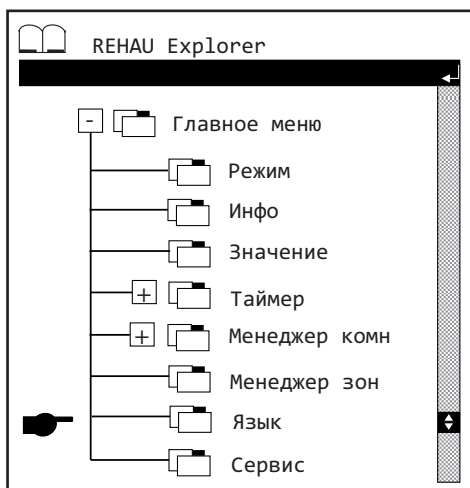 REHAU Explorer
Главное меню
Режим
Инфо
Значение
Таймер
Менеджер комн
Менеджер зон
Язык
Сервис